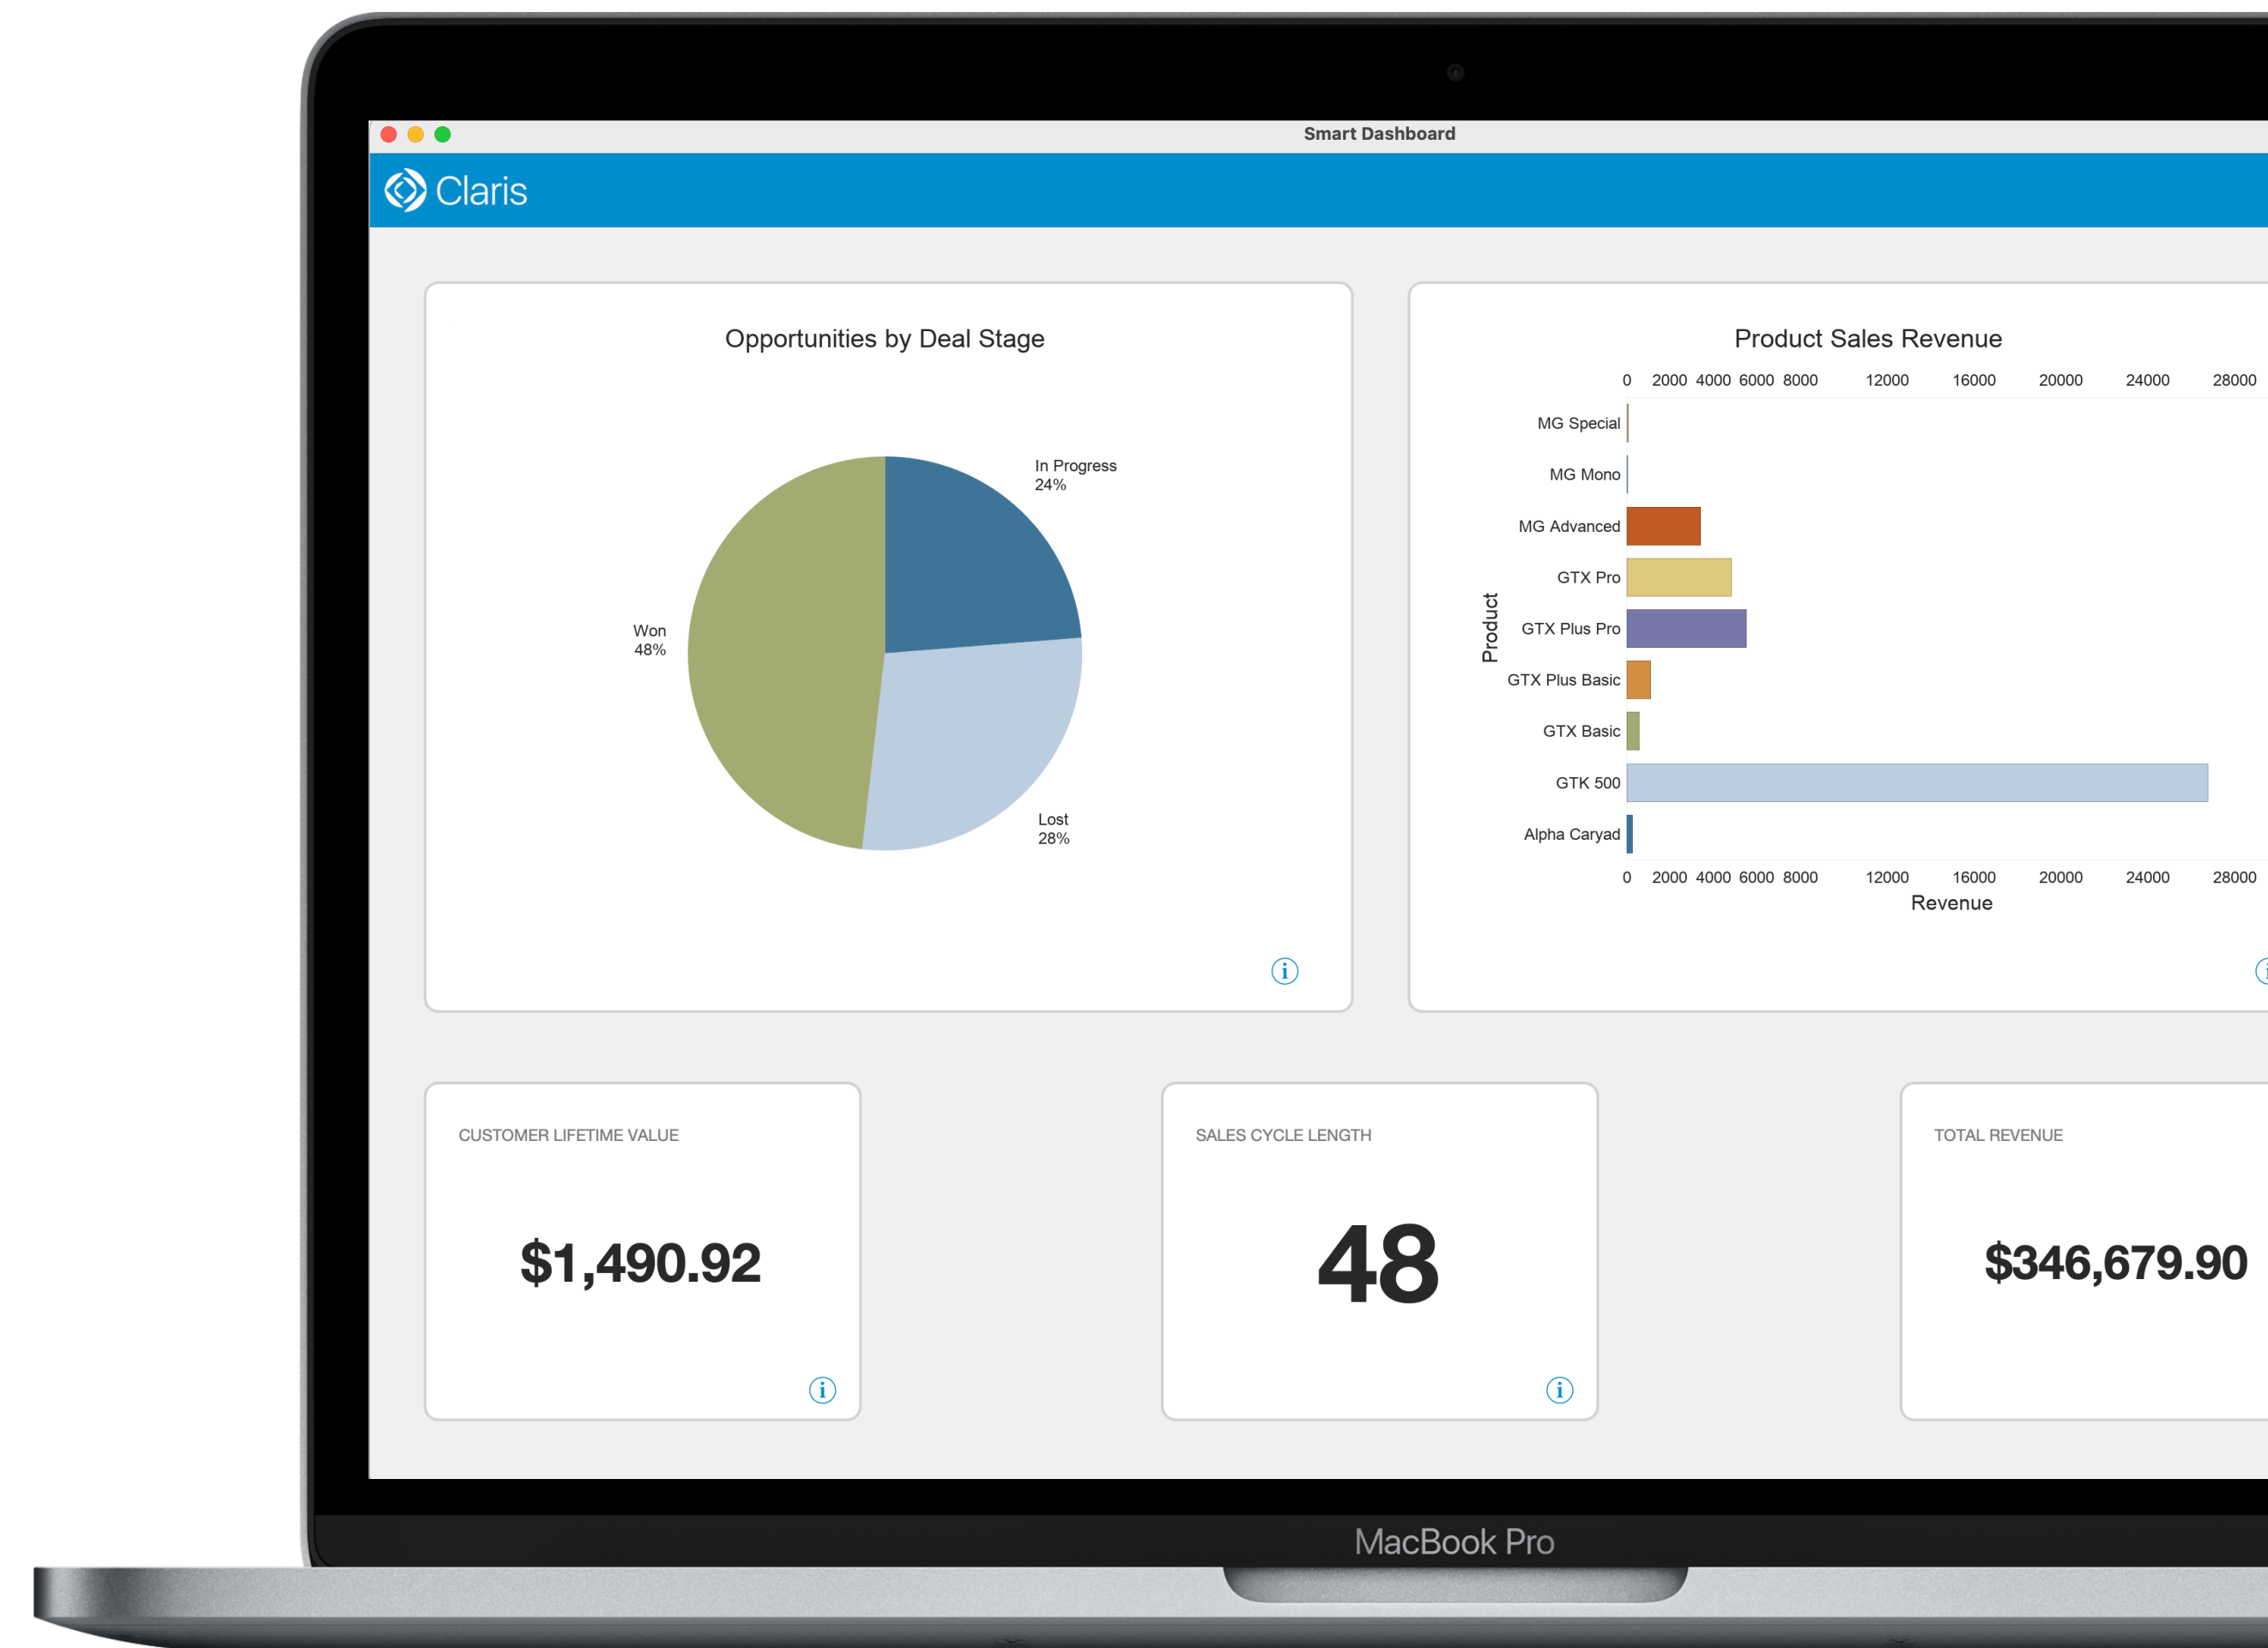 Smart Dashboard
Claris
Opportunities by Deal Stage
In Progress
24%
Won
48%
Lost
28%
Product Sales Revenue
0 2000 4000 6000 8000 12000 16000 20000 24000 28000
MG Special
MG Mono
MG Advanced
GTX Pro
GTX Plus Pro
GTX Plus Basic
GTX Basic
GTK 500
Alpha Caryad
Product
0 2000 4000 6000 8000 12000 16000 20000 24000 28000
Revenue
CUSTOMER LIFETIME VALUE
$1,490.92
SALES CYCLE LENGTH
48
TOTAL REVENUE
$346,679.90
MacBook Pro